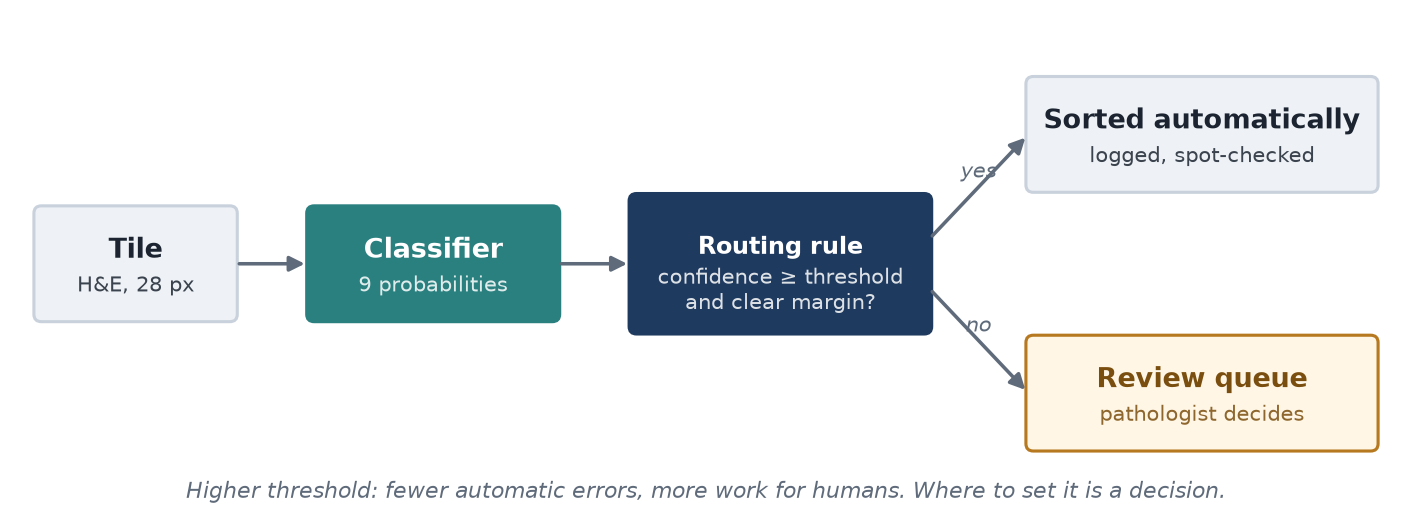 Tile
H&E, 28 px
Classifier
9 probabilities
Routing rule
confidence ≥ threshold
and clear margin?
yes
Sorted automatically
logged, spot-checked
no
Review queue
pathologist decides
Higher threshold: fewer automatic errors, more work for humans. Where to set it is a decision.